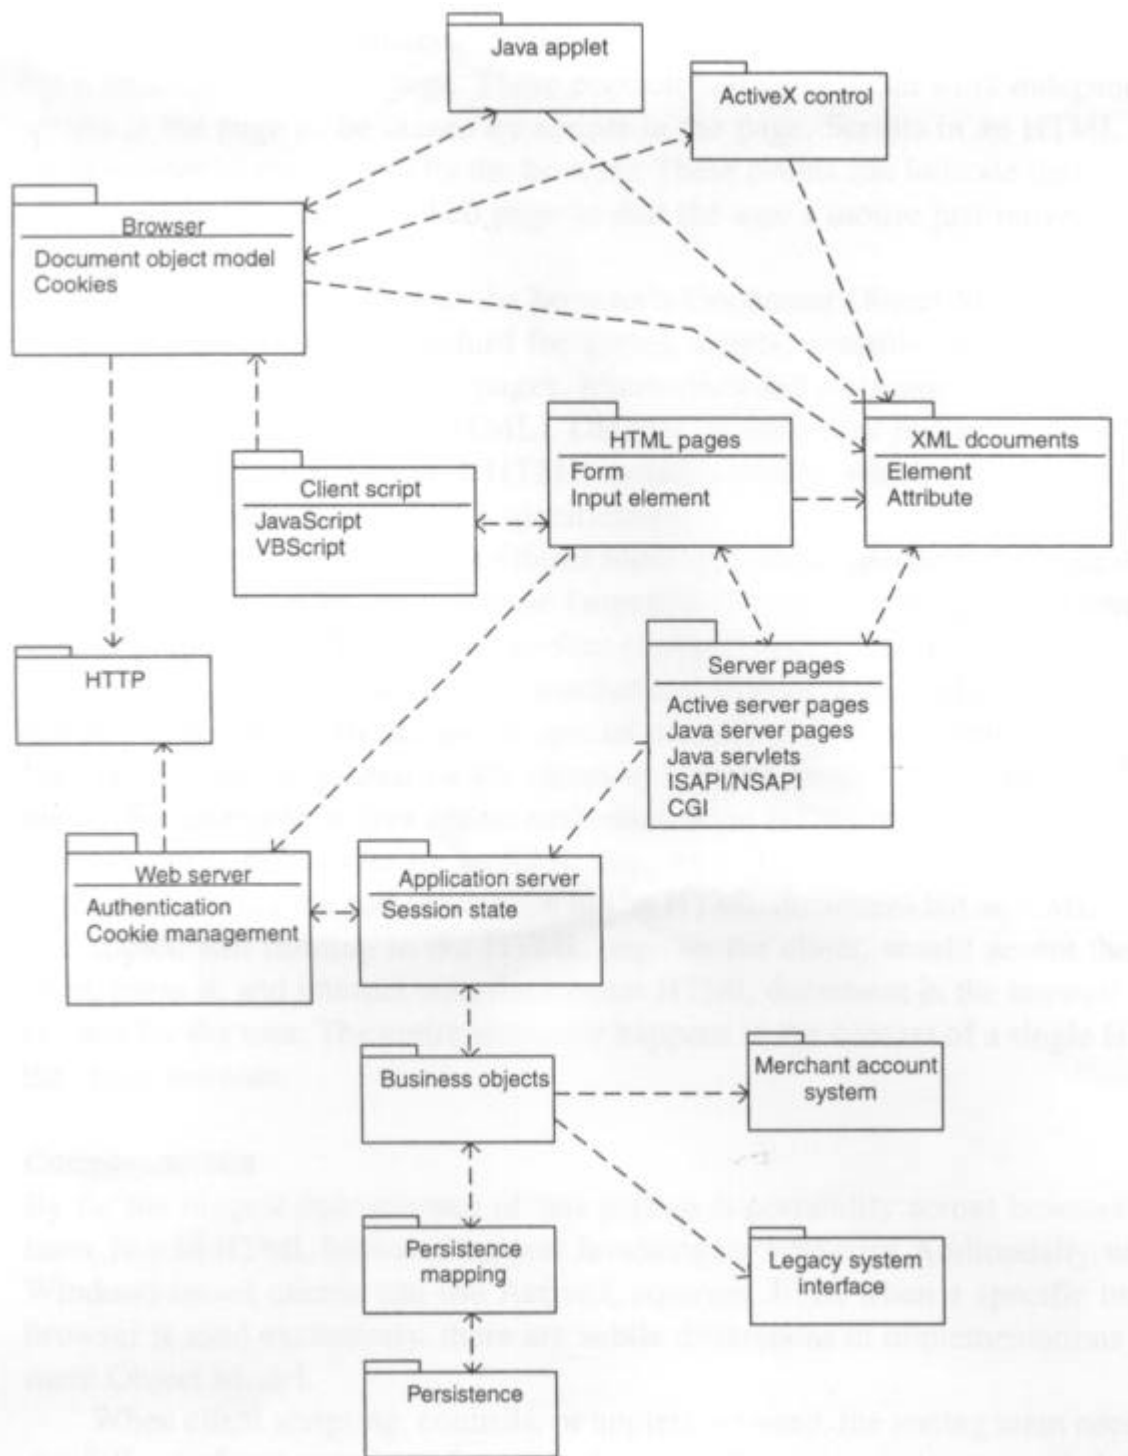 Java applet
ActiveX control
Browser
Document object model
Cookies
HTML pages
Form
Input element
XML dcouments
Element
Attribute
Client script
JavaScript
VBScript
HTTP
Server pages
Active server pages
Java server pages
Java servlets
ISAPI/NSAPI
CGI
Web server
Authentication
Cookie management
Application server
Session state
Business objects
Merchant account
system
Persistence
mapping
Legacy system
interface
Persistence